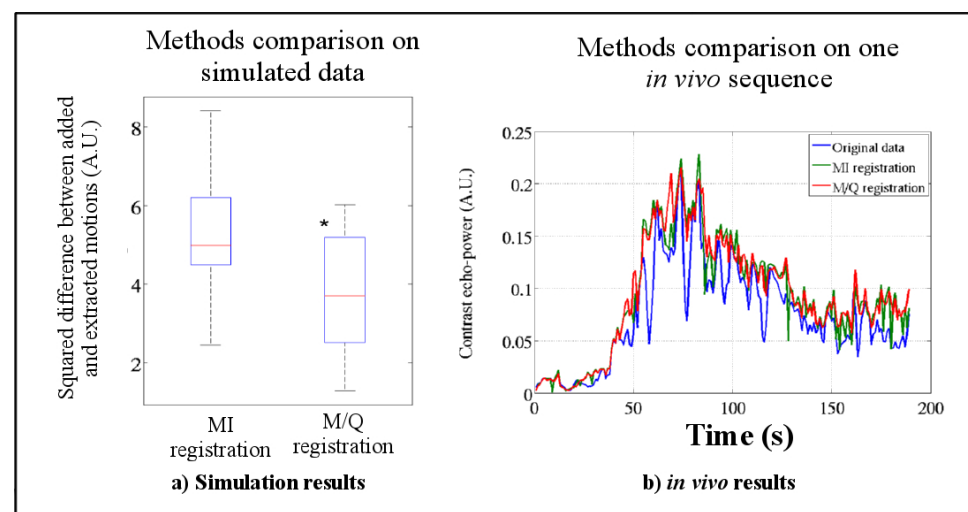 Methods comparison on
simulated data
Squared difference between added
and extracted motions (A.U.)
8
6
4
2
*
MI
registration
M/Q
registration
a) Simulation results
Methods comparison on one
in vivo sequence
Contrast echo-power (A.U.)
0.25
0.2
0.15
0.1
0.05
0
Original data
MI registration
M/Q registration
0
50
100
150
200
Time (s)
b) in vivo results